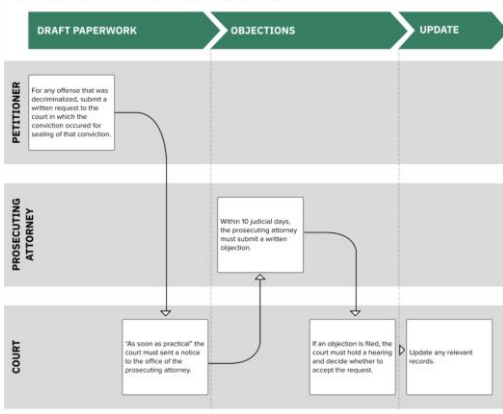 DRAFT PAPERWORK
OBJECTIONS
UPDATE
PETITIONER
For any offense that was
decriminalized, submit a
written request to the
court in which the
conviction occured for
sealing of that conviction.
PROSECUTING
ATTORNEY
Within 10 judicial days,
the prosecuting attorney
must submit a written
objection.
COURT
"As soon as practical" the
court must sent a notice
to the office of the
prosecuting attorney.
If an objection is filed, the
court must hold a hearing
and decide whether to
accept the request.
Update any relevant
records.